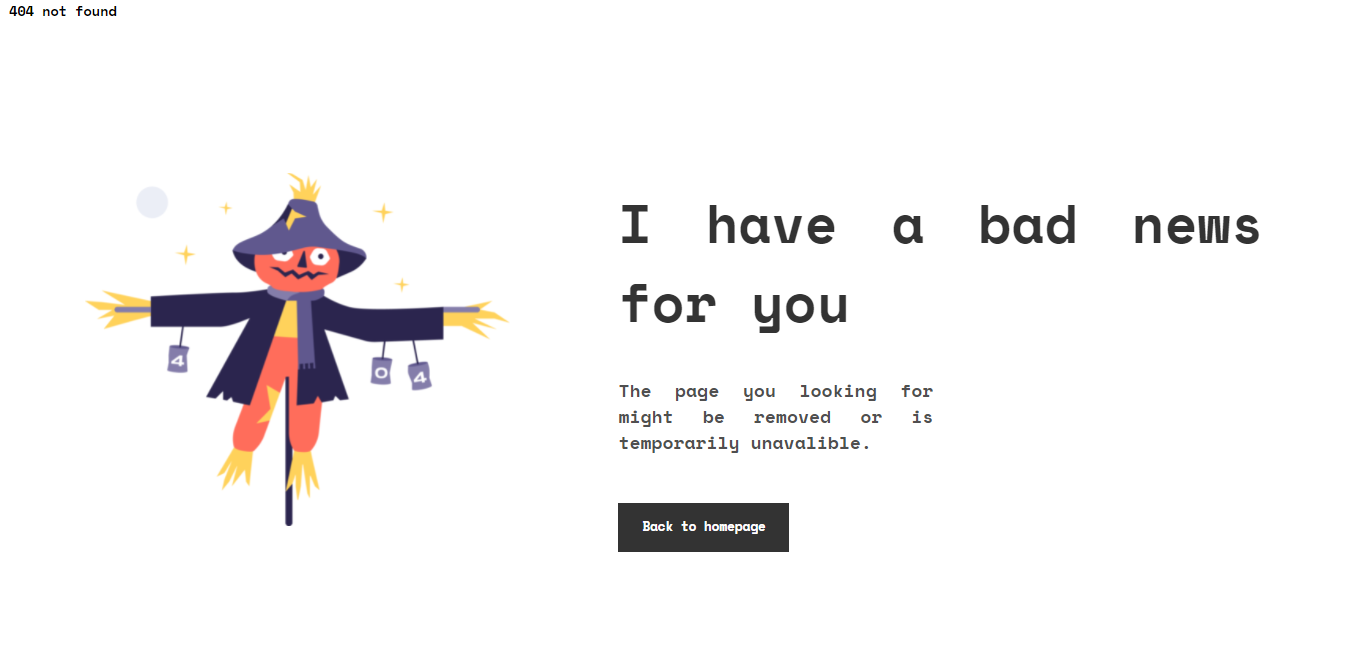 404 not found
I have a bad news
for you
4
0
4
The page you looking for
might be removed or is
temporarily unavalible.
Back to homepage